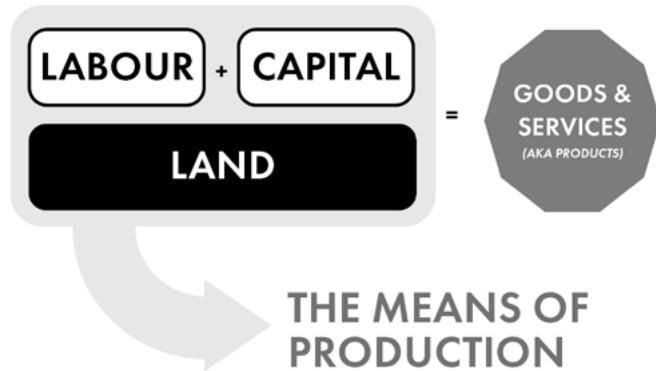 LABOUR + CAPITAL
LAND
=
GOODS &
SERVICES
(AKA PRODUCTS)
THE MEANS OF
PRODUCTION